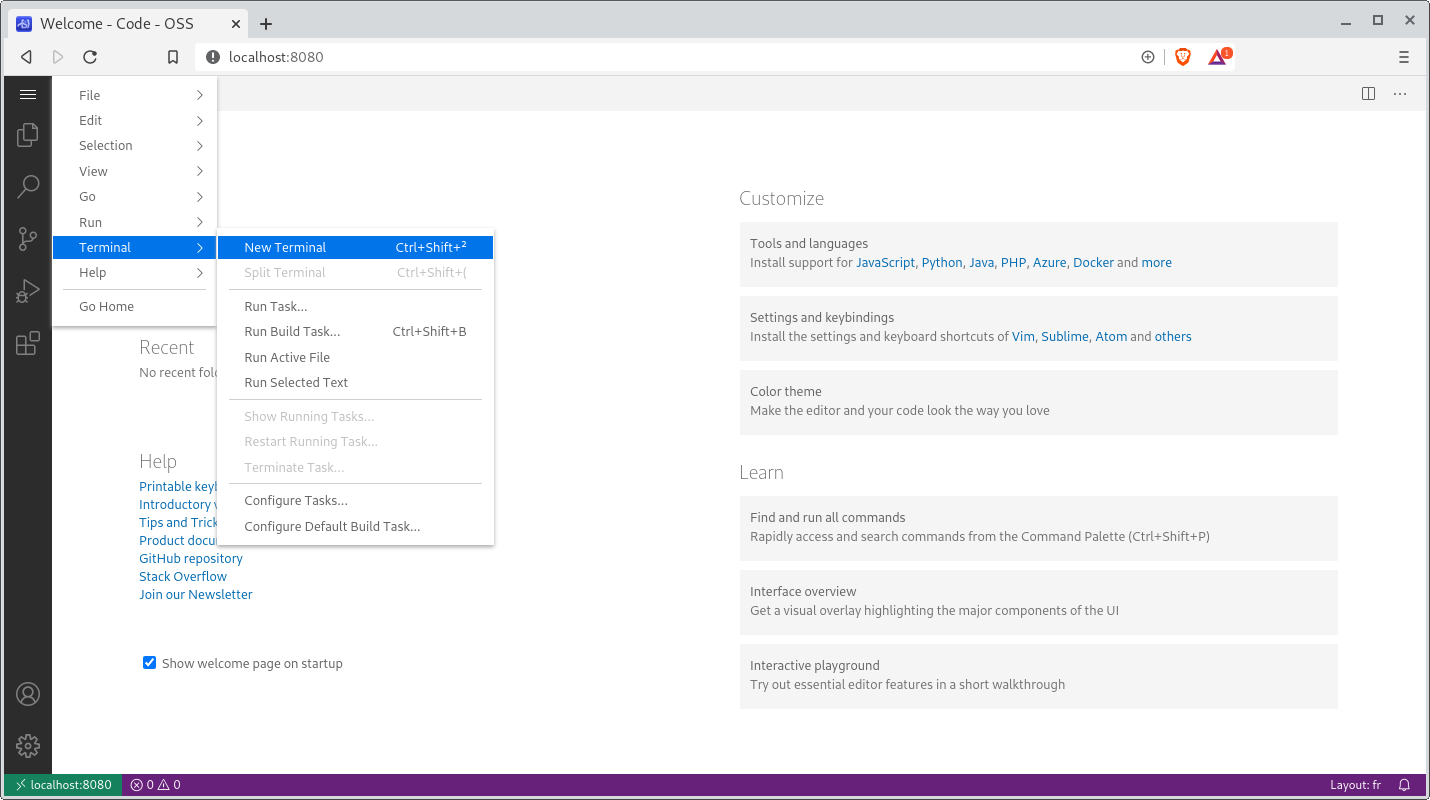 Welcome - Code - OSS
localhost:8080
1
File
Edit
Selection
View
Go
Run
Terminal
Help
Go Home
New Terminal Ctrl+Shift+²
Split Terminal Ctrl+Shift+(
Run Task...
Run Build Task... Ctrl+Shift+B
Run Active File
Run Selected Text
Show Running Tasks...
Restart Running Task...
Terminate Task...
Configure Tasks...
Configure Default Build Task...
Recent
No recent
Help
Printable
Introductory
Tips and
Product
GitHub repository
Stack Overflow
Join our Newsletter
Show welcome page on startup
Customize
Tools and languages
Install support for JavaScript, Python, Java, PHP, Azure, Docker and more
Settings and keybindings
Install the settings and keyboard shortcuts of Vim, Sublime, Atom and others
Color theme
Make the editor and your code look the way you love
Learn
Find and run all commands
Rapidly access and search commands from the Command Palette (Ctrl+Shift+P)
Interface overview
Get a visual overlay highlighting the major components of the UI
Interactive playground
Try out essential editor features in a short walkthrough
localhost:8080 0 0 Layout: fr